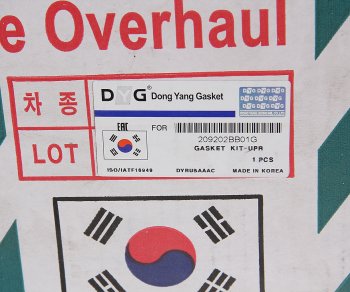 e Overhaul
차 종
LOT
DYG® Dong Yang Gasket
EAC
FOR
209202BB01G
GASKET KIT-UPR
1 PCS
ISO/IATF16949 DYRUSAAAC MADE IN KOREA